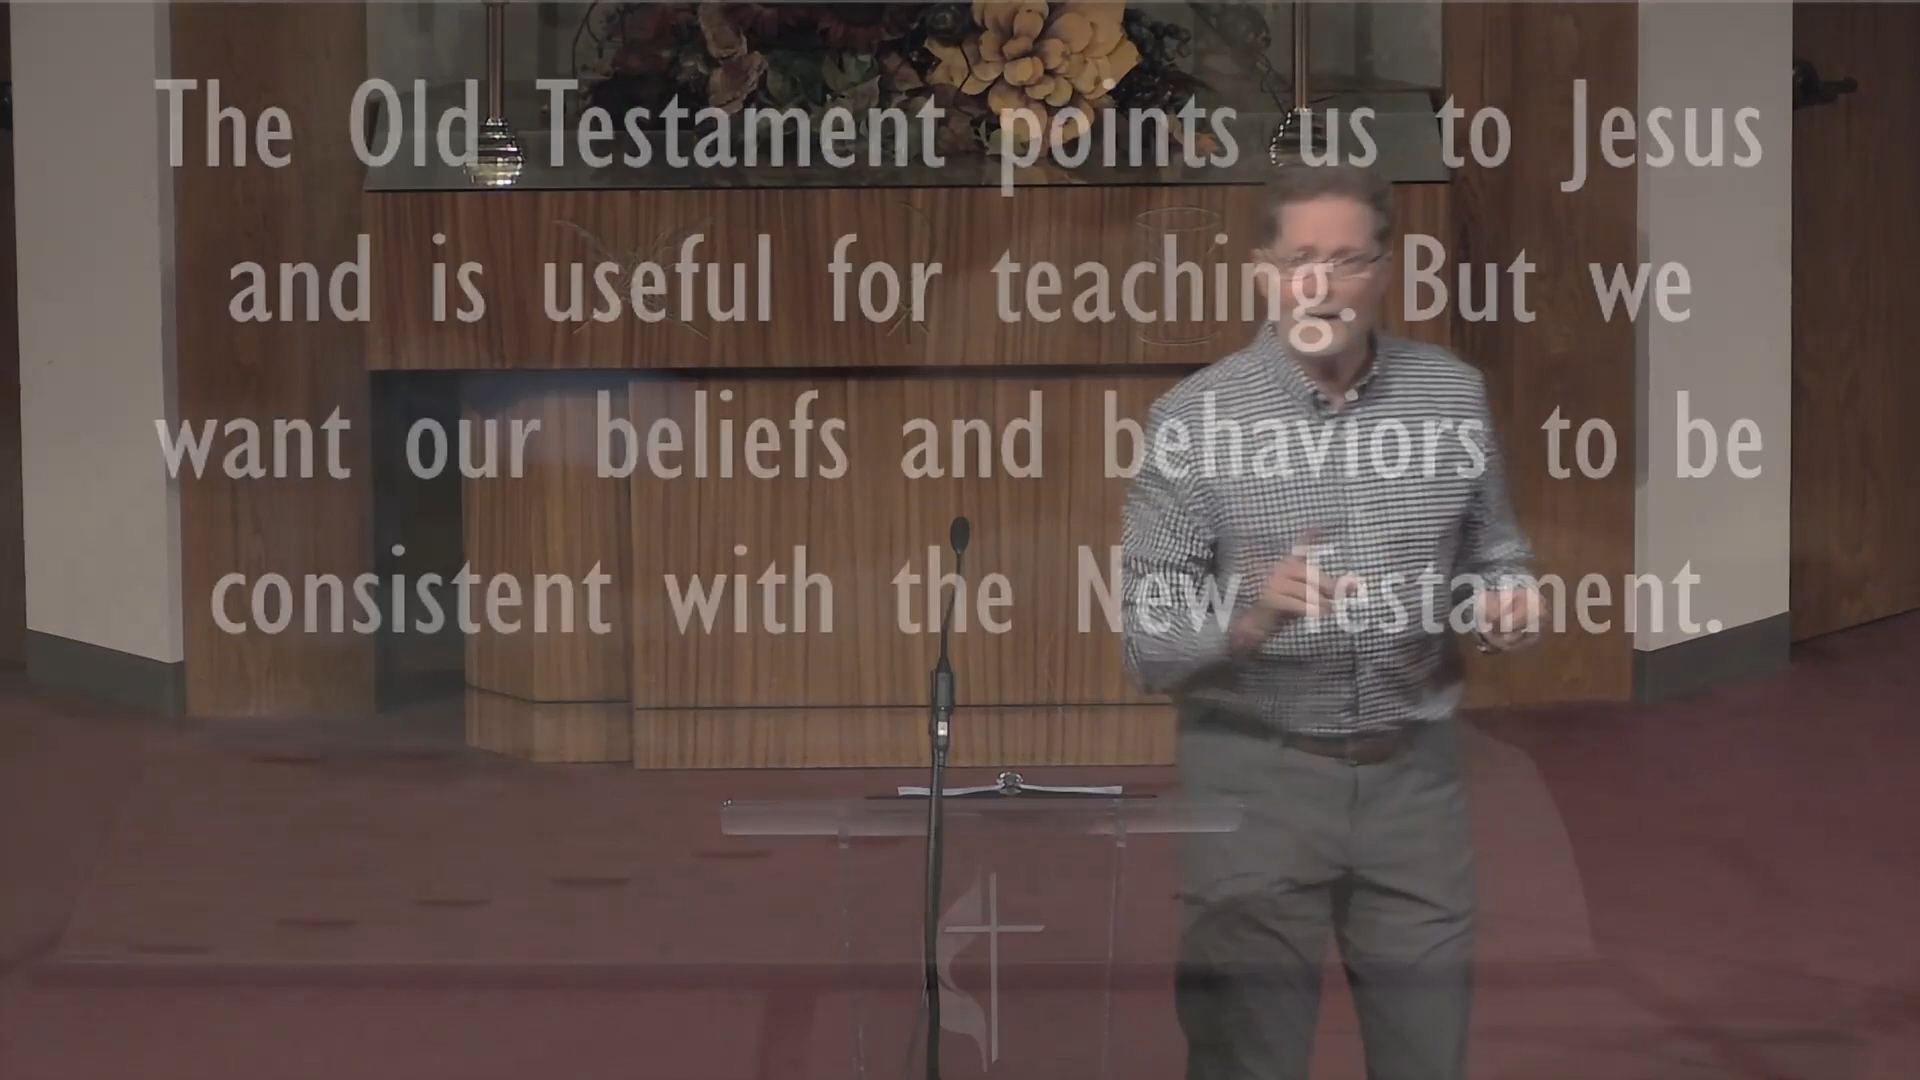 The Old Testament points us to Jesus
and is useful for teaching. But we
want our beliefs and behaviors to be
consistent with the New Testament.